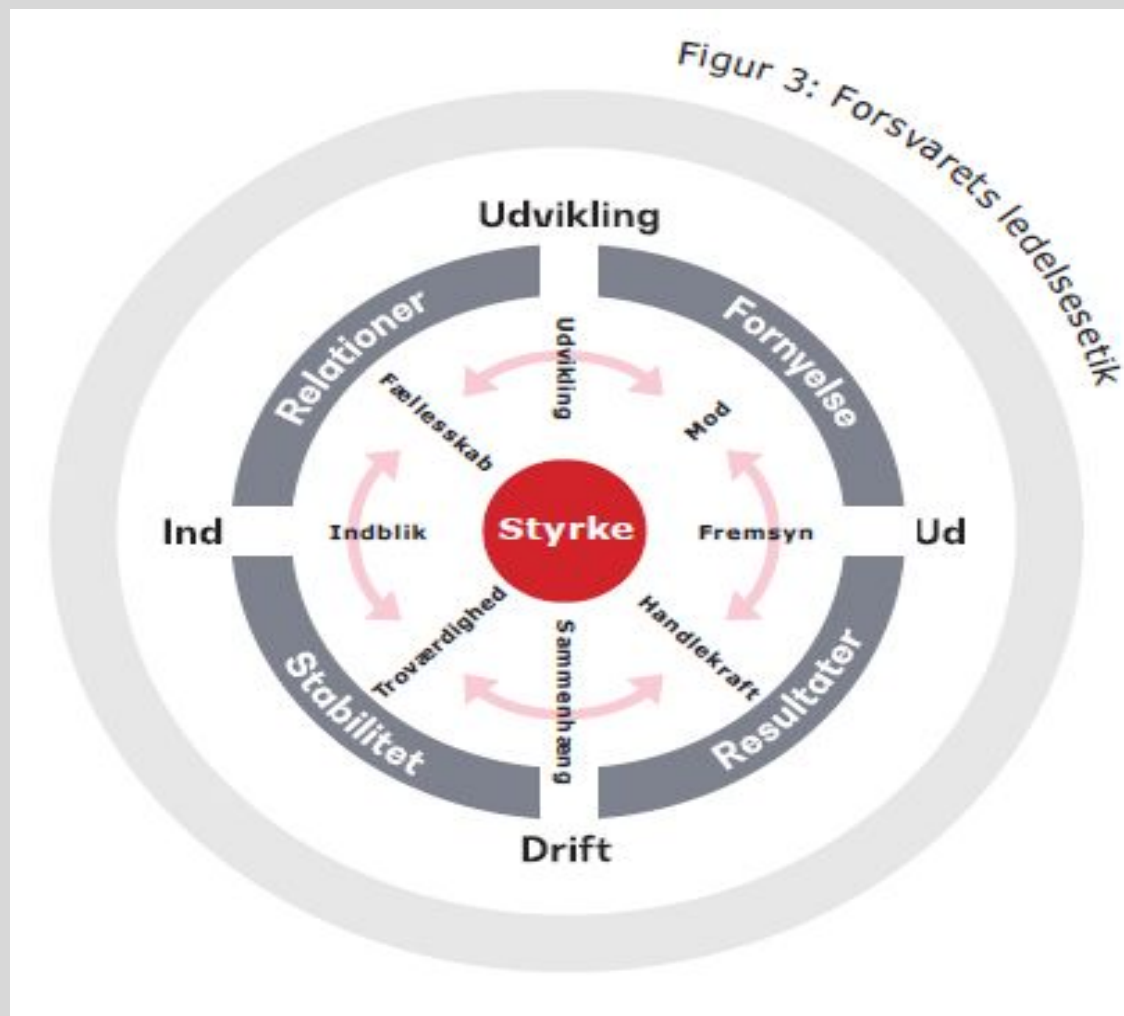 Figur 3: Forsvarets ledelsesetik
Udvikling
Relationer
Fornyelse
Udvikling
Fællesskab
Mod
Ind
Indblik
Styrke
Fremsyn
Ud
Troværdighed
Sammenhæng
Handlekraft
Stabilitet
Resultater
Drift